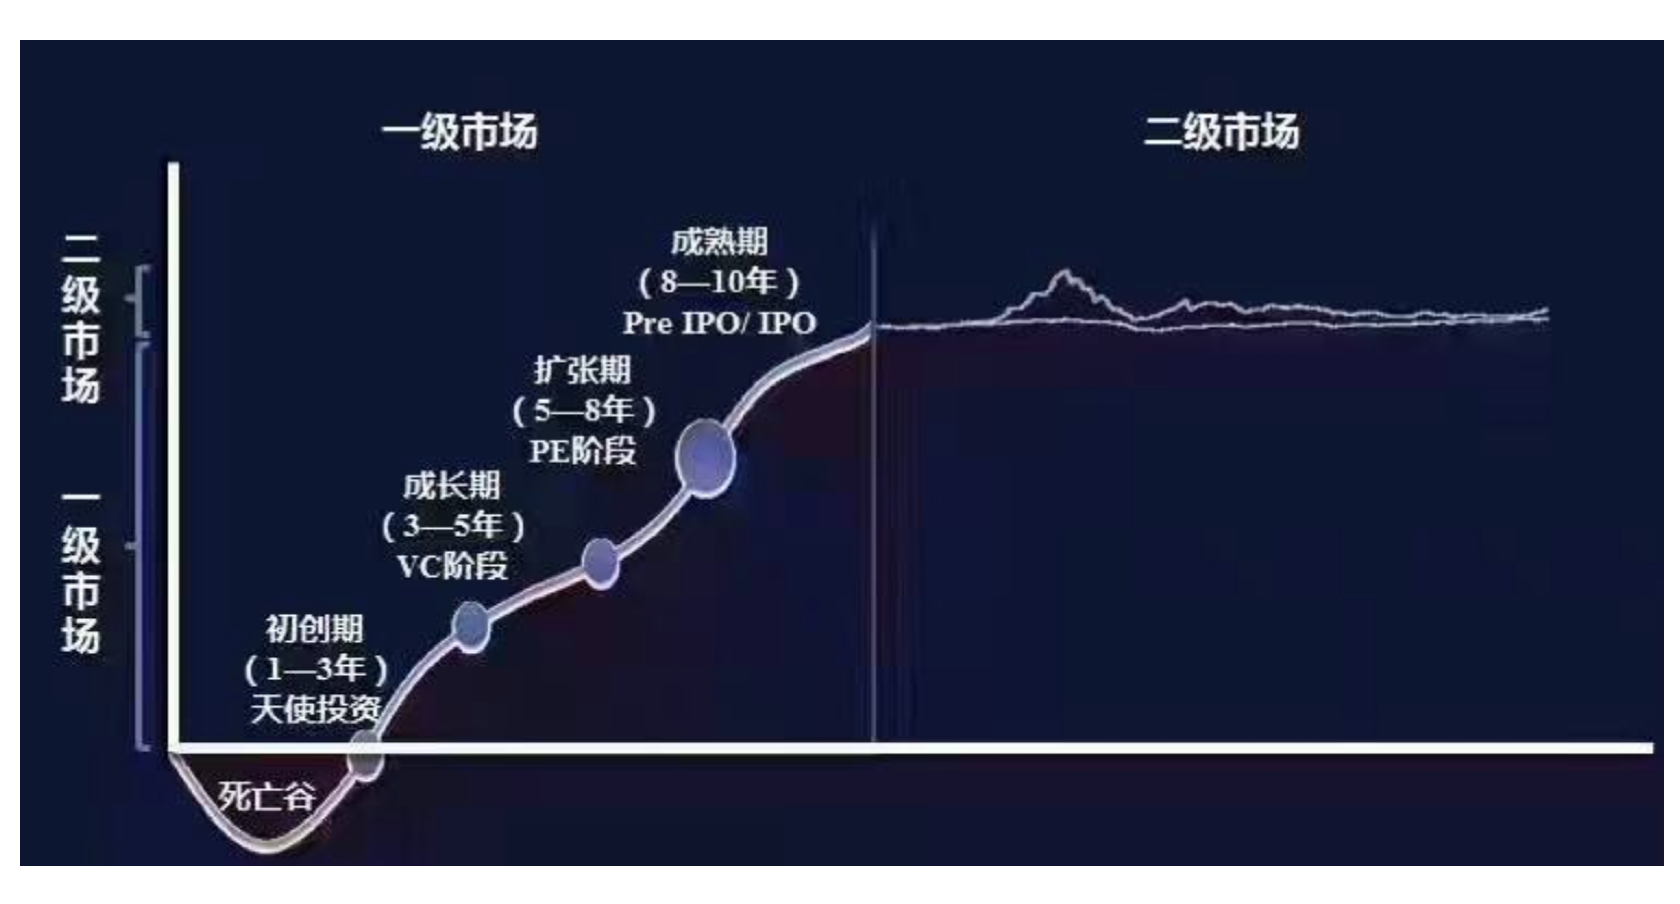 一级市场
二级市场
二级市场
一级市场
成熟期
（8—10年）
Pre IPO/ IPO
扩张期
（5—8年）
PE阶段
成长期
（3—5年）
VC阶段
初创期
（1—3年）
天使投资
死亡谷